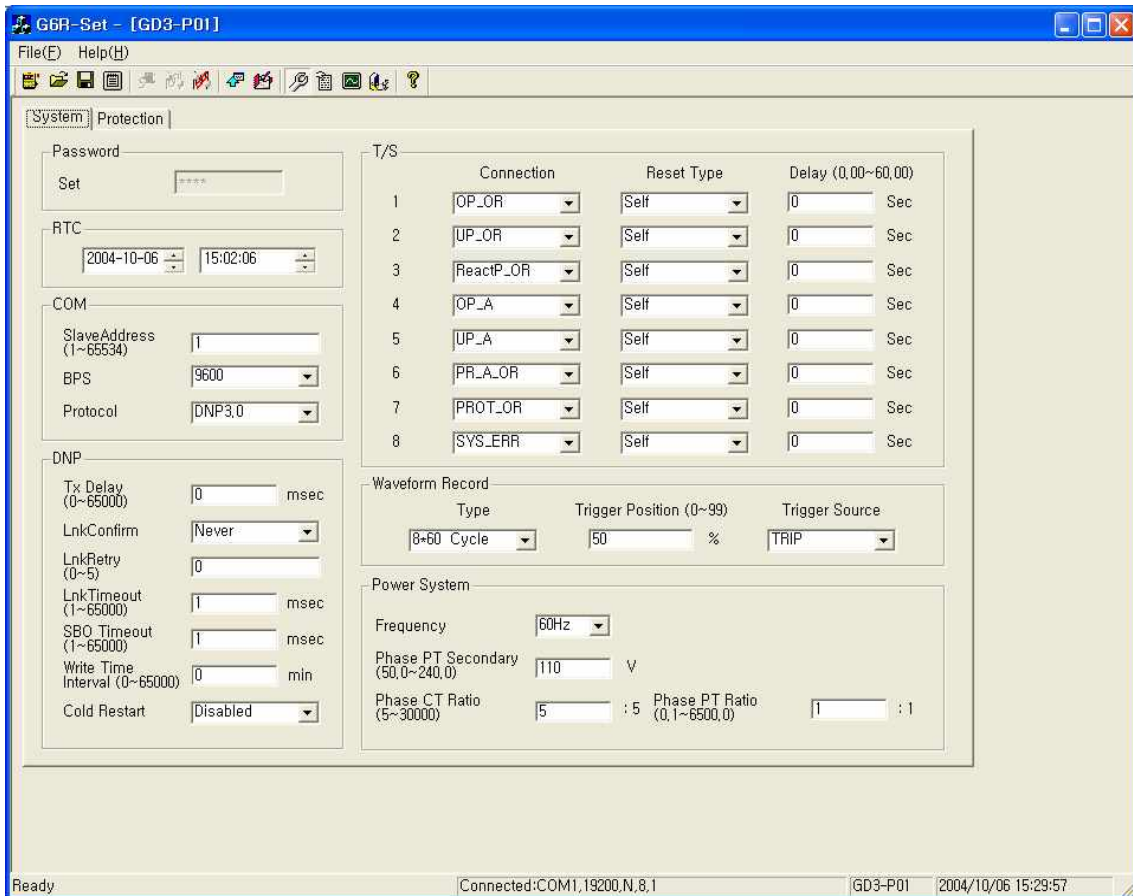 G6R-Set - [GD3-P01]
File(F) Help(H)
System Protection
Password
Set ****
RTC
2004-10-06 15:02:06
COM
SlaveAddress
(1~65534) 1
BPS 9600
Protocol DNP3,0
DNP
Tx Delay
(0~65000) 0 msec
LnkConfirm Never
LnkRetry
(0~5) 0
LnkTimeout
(1~65000) 1 msec
SBO Timeout
(1~65000) 1 msec
Write Time
Interval (0~65000) 0 min
Cold Restart Disabled
T/S
Connection Reset Type Delay (0,00~60,00)
1 OP_OR Self 0 Sec
2 UP_OR Self 0 Sec
3 ReactP_OR Self 0 Sec
4 OP_A Self 0 Sec
5 UP_A Self 0 Sec
6 PR_A_OR Self 0 Sec
7 PROT_OR Self 0 Sec
8 SYS_ERR Self 0 Sec
Waveform Record
Type Trigger Position (0~99) Trigger Source
8*60 Cycle 50 % TRIP
Power System
Frequency 60Hz
Phase PT Secondary
(50,0~240,0) 110 V
Phase CT Ratio
(5~30000) 5 : 5
Phase PT Ratio
(0,1~6500,0) 1 : 1
Ready Connected:COM1,19200,N,8,1 GD3-P01 2004/10/06 15:29:57